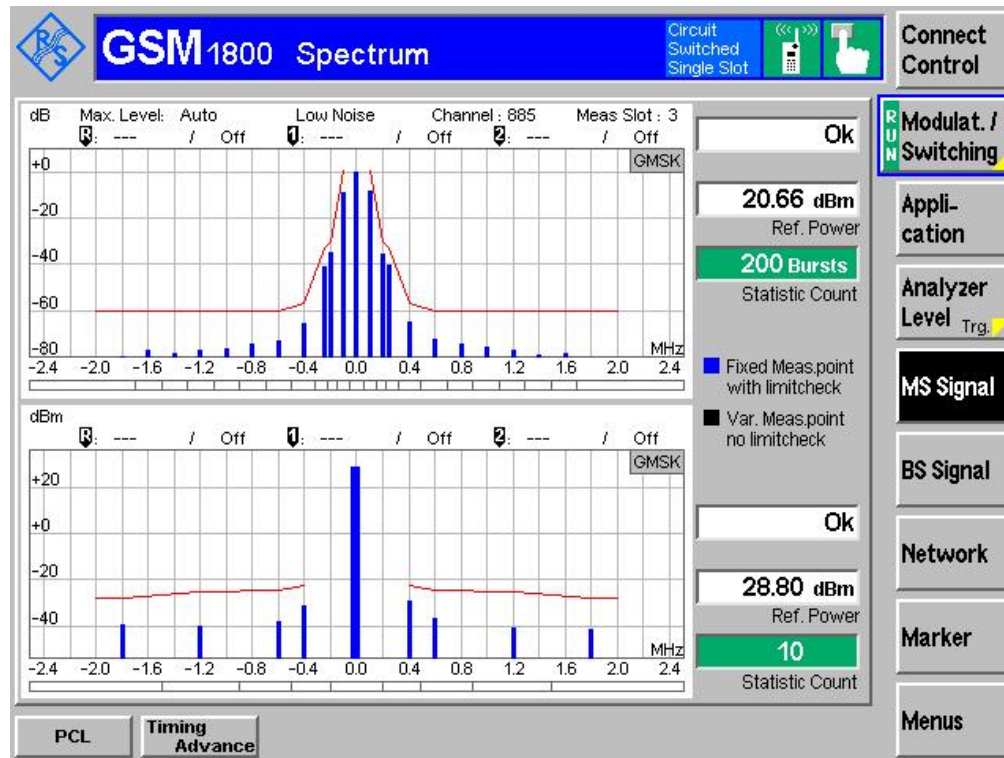 R&S
GSM 1800 Spectrum
Circuit
Switched
Single Slot
Connect
Control
dB Max. Level: Auto Low Noise Channel : 885 Meas Slot : 3
R: --- / Off 1: --- / Off 2: --- / Off
GMSK
+0
-20
-40
-60
-80
MHz
-2.4 -2.0 -1.6 -1.2 -0.8 -0.4 0.0 0.4 0.8 1.2 1.6 2.0 2.4
Ok
20.66 dBm
Ref. Power
200 Bursts
Statistic Count
Fixed Meas.point
with limitcheck
Var. Meas.point
no limitcheck
dBm
R: --- / Off 1: --- / Off 2: --- / Off
GMSK
+20
+0
-20
-40
MHz
-2.4 -2.0 -1.6 -1.2 -0.8 -0.4 0.0 0.4 0.8 1.2 1.6 2.0 2.4
Ok
28.80 dBm
Ref. Power
10
Statistic Count
RUN
Modulat. /
Switching
Appli-
cation
Analyzer
Level Trg.
MS Signal
BS Signal
Network
Marker
Menus
PCL
Timing
Advance